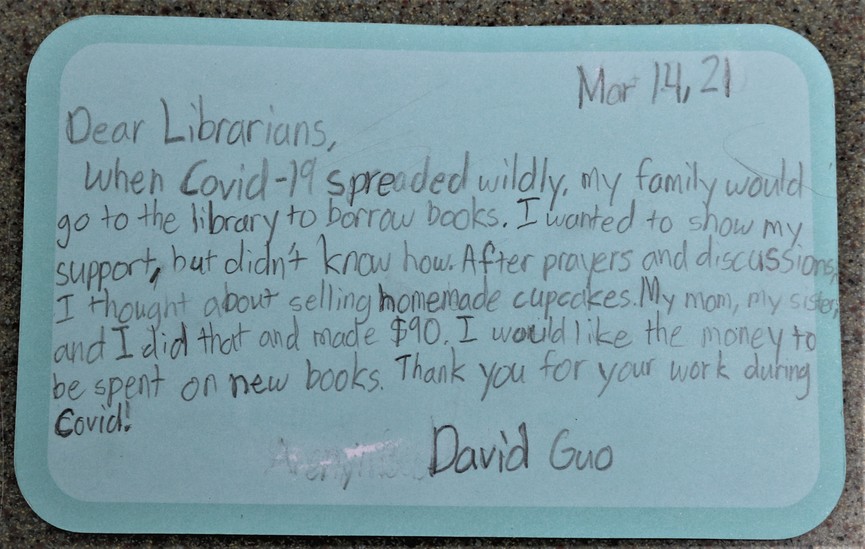 Mar 14, 21
Dear Librarians,
When Covid-19 spreaded wildly, my family would
go to the library to borrow books. I wanted to show my
support, but didn't know how. After prayers and discussions,
I thought about selling homemade cupcakes. My mom, my sister,
and I did that and made $90. I would like the money to
be spent on new books. Thank you for your work during
Covid!
David Guo